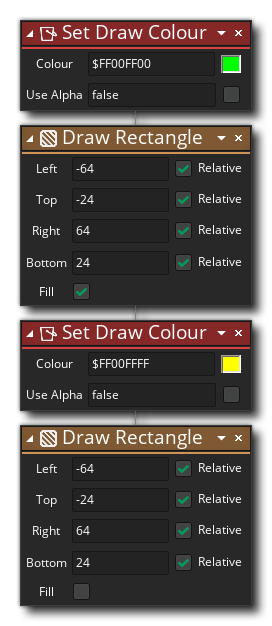 Set Draw Colour
Colour $FF00FF00
Use Alpha false
Draw Rectangle
Left -64 Relative
Top -24 Relative
Right 64 Relative
Bottom 24 Relative
Fill
Set Draw Colour
Colour $FF00FFFF
Use Alpha false
Draw Rectangle
Left -64 Relative
Top -24 Relative
Right 64 Relative
Bottom 24 Relative
Fill